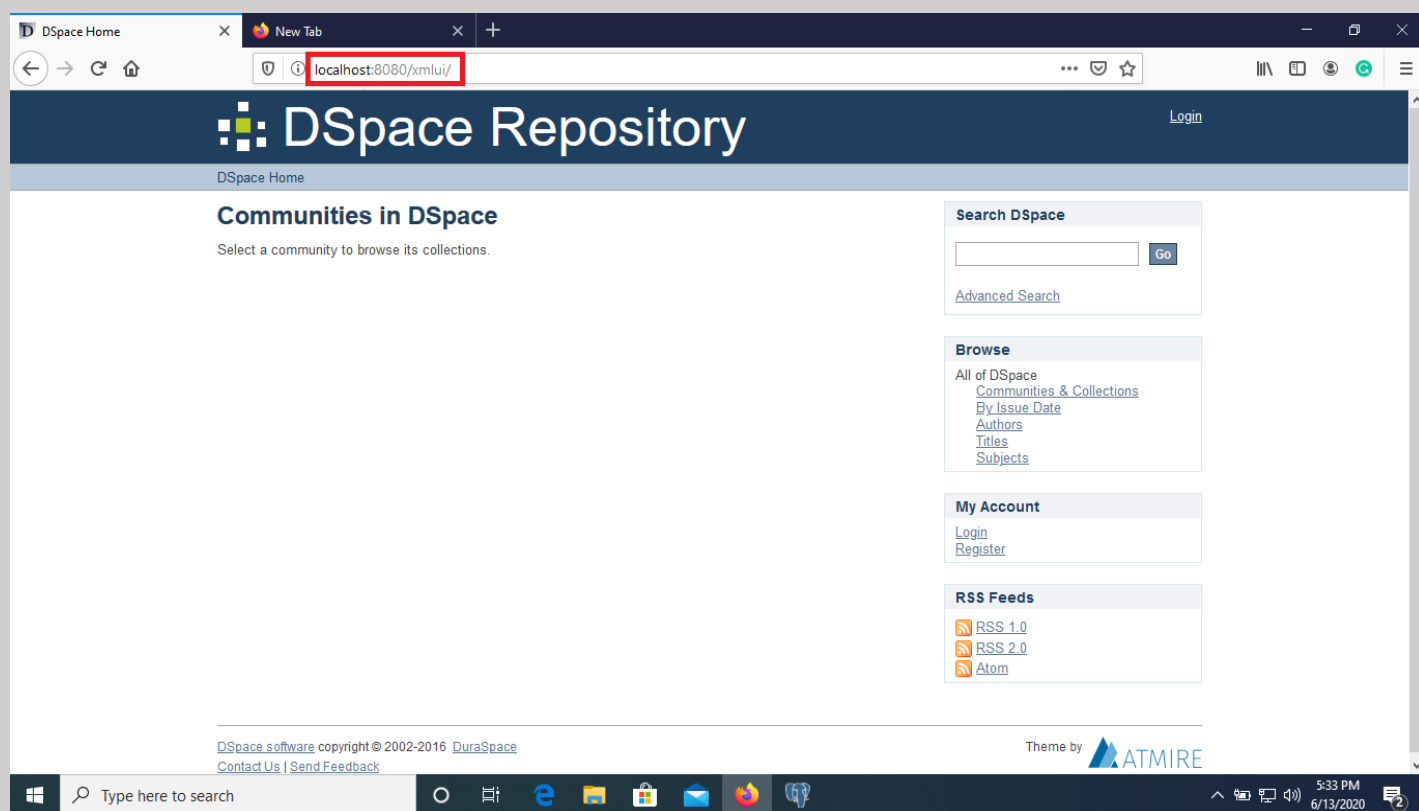 DSpace Home
New Tab
localhost:8080/xmlui/
DSpace Repository
Login
DSpace Home
Communities in DSpace
Select a community to browse its collections.
Search DSpace
Go
Advanced Search
Browse
All of DSpace
Communities & Collections
By Issue Date
Authors
Titles
Subjects
My Account
Login
Register
RSS Feeds
RSS 1.0
RSS 2.0
Atom
DSpace software copyright © 2002-2016 DuraSpace
Contact Us | Send Feedback
Theme by ATMIRE
Type here to search
5:33 PM
6/13/2020
2